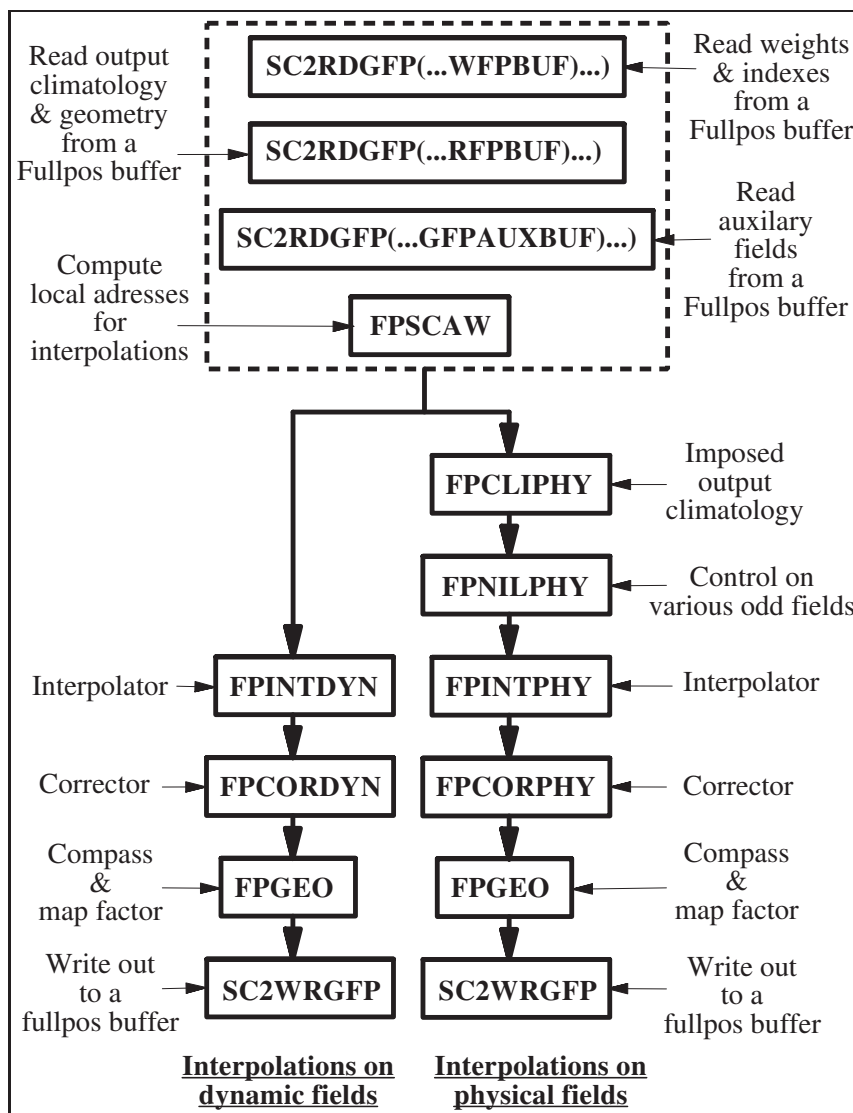 Read output
climatology
& geometry
from a
Fullpos buffer
SC2RDGFP(...WFPBUF)...)
Read weights
& indexes
from a
Fullpos buffer
SC2RDGFP(...RFPBUF)...)
SC2RDGFP(...GFPAUXBUF)...)
Read
auxilary
fields
from a
Fullpos buffer
Compute
local adresses
for
interpolations
FPSCAW
FPCLIPHY
Imposed
output
climatology
FPNILPHY
Control on
various odd fields
Interpolator
FPINTDYN
FPINTPHY
Interpolator
Corrector
FPCORDYN
FPCORPHY
Corrector
Compass
&
map factor
FPGEO
FPGEO
Compass
&
map factor
Write out
to a
fullpos buffer
SC2WRGFP
SC2WRGFP
Write out
to a
fullpos buffer
Interpolations on
dynamic fields
Interpolations on
physical fields